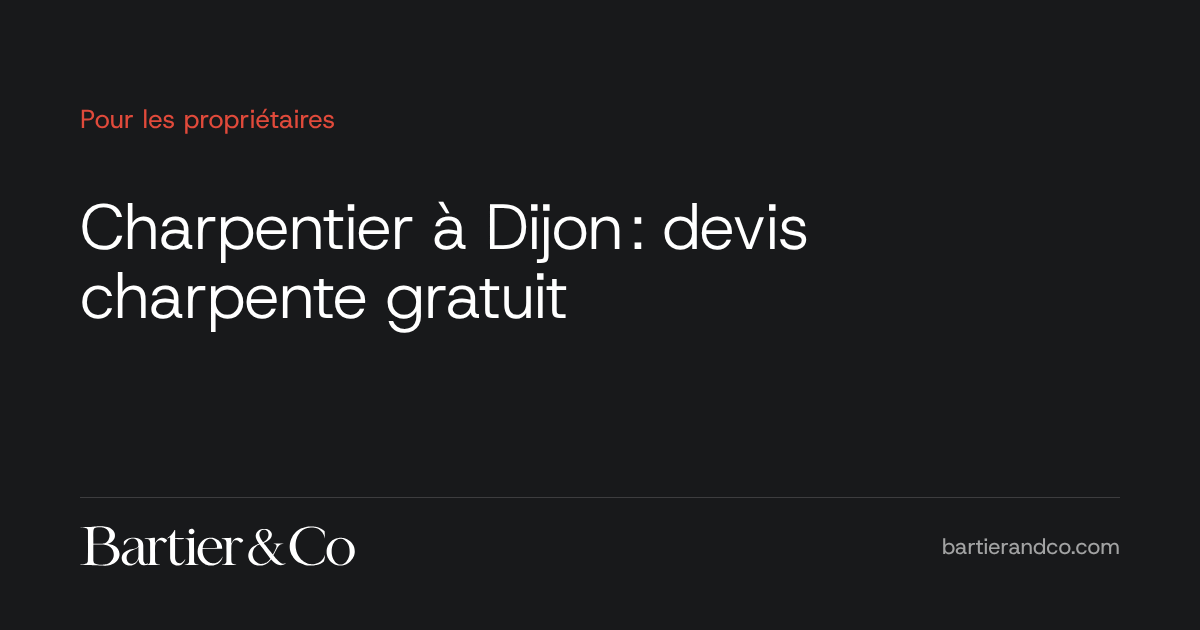 Pour les propriétaires
Charpentier à Dijon : devis
charpente gratuit
Bartier & Co
bartierandco.com